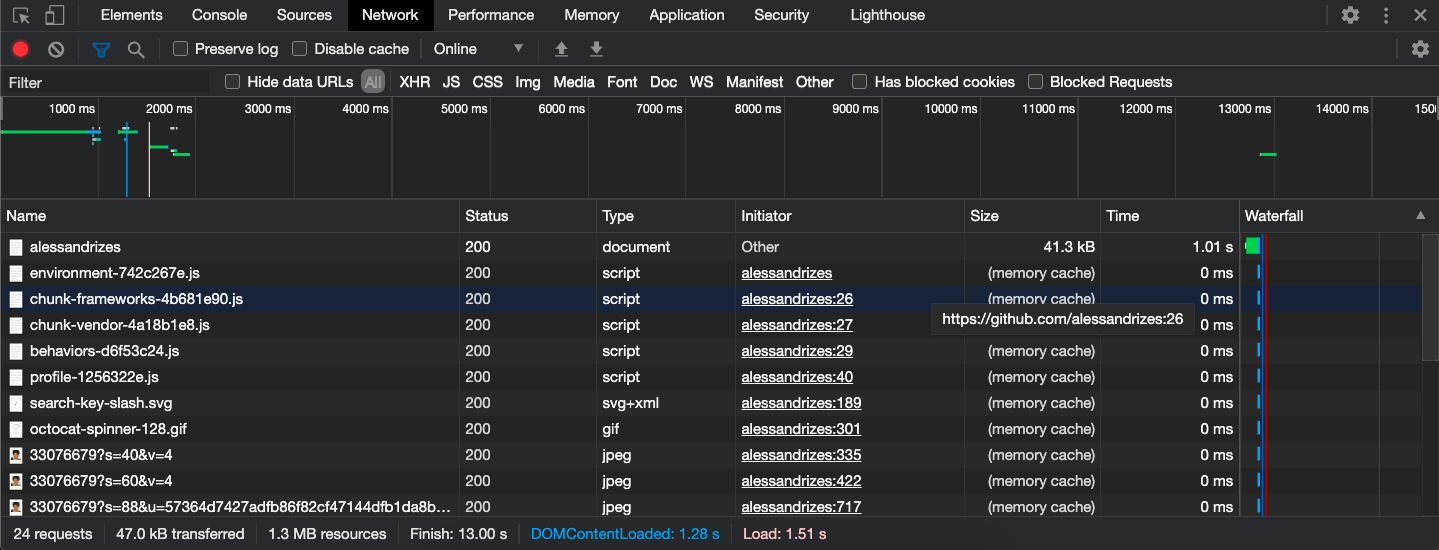 Elements Console Sources Network Performance Memory Application Security Lighthouse
Preserve log Disable cache Online
Filter Hide data URLs All XHR JS CSS Img Media Font Doc WS Manifest Other Has blocked cookies Blocked Requests
1000 ms 2000 ms 3000 ms 4000 ms 5000 ms 6000 ms 7000 ms 8000 ms 9000 ms 10000 ms 11000 ms 12000 ms 13000 ms 14000 ms 1500
Name Status Type Initiator Size Time Waterfall
alessandrizes 200 document Other 41.3 kB 1.01 s
environment-742c267e.js 200 script alessandrizes (memory cache) 0 ms
chunk-frameworks-4b681e90.js 200 script alessandrizes:26 (memory cache) 0 ms
chunk-vendor-4a18b1e8.js 200 script alessandrizes:27 https://github.com/alessandrizes:26 0 ms
behaviors-d6f53c24.js 200 script alessandrizes:29 (memory cache) 0 ms
profile-1256322e.js 200 script alessandrizes:40 (memory cache) 0 ms
search-key-slash.svg 200 svg+xml alessandrizes:189 (memory cache) 0 ms
octocat-spinner-128.gif 200 gif alessandrizes:301 (memory cache) 0 ms
33076679?s=40&v=4 200 jpeg alessandrizes:335 (memory cache) 0 ms
33076679?s=60&v=4 200 jpeg alessandrizes:422 (memory cache) 0 ms
33076679?s=88&u=57364d7427adfb86f82cf47144dfb1da8b... 200 jpeg alessandrizes:717 (memory cache) 0 ms
24 requests 47.0 kB transferred 1.3 MB resources Finish: 13.00 s DOMContentLoaded: 1.28 s Load: 1.51 s